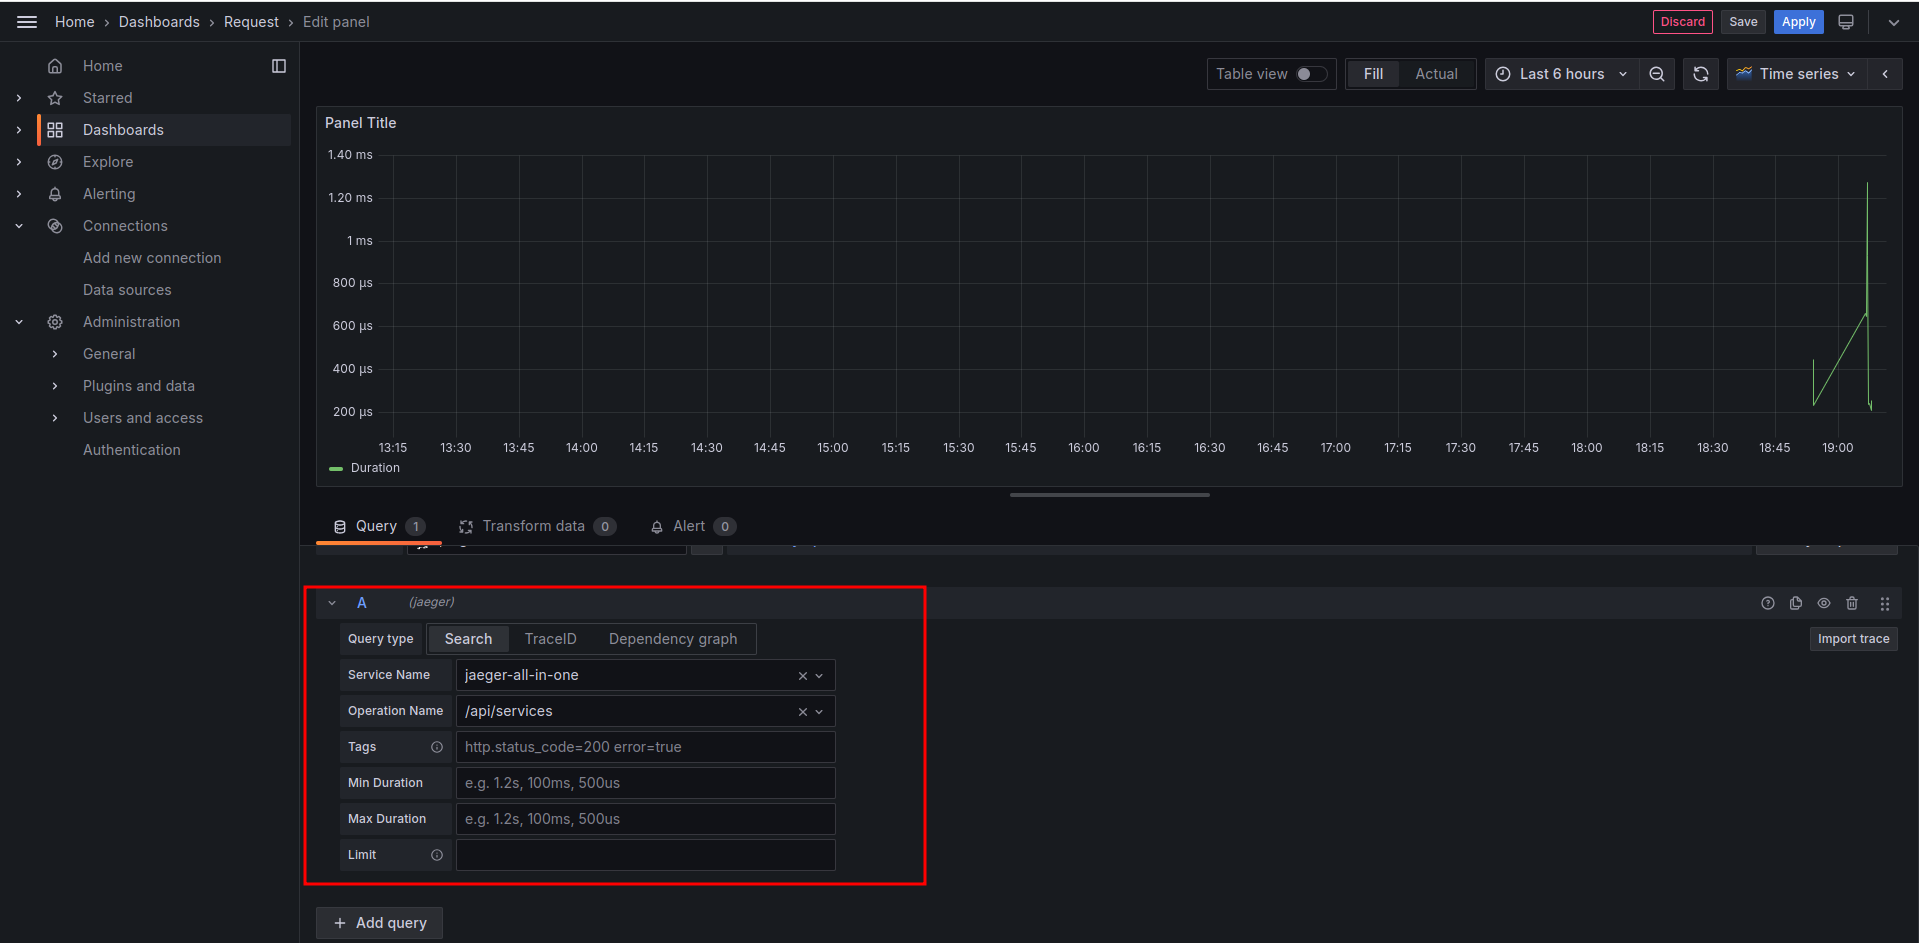 Home › Dashboards › Request › Edit panel
Discard Save Apply
Home
Starred
Dashboards
Explore
Alerting
Connections
Add new connection
Data sources
Administration
General
Plugins and data
Users and access
Authentication
Table view Fill Actual Last 6 hours Time series
Panel Title
1.40 ms
1.20 ms
1 ms
800 µs
600 µs
400 µs
200 µs
13:15 13:30 13:45 14:00 14:15 14:30 14:45 15:00 15:15 15:30 15:45 16:00 16:15 16:30 16:45 17:00 17:15 17:30 17:45 18:00 18:15 18:30 18:45 19:00
Duration
Query 1 Transform data 0 Alert 0
A (jaeger)
Query type Search TraceID Dependency graph Import trace
Service Name jaeger-all-in-one
Operation Name /api/services
Tags http.status_code=200 error=true
Min Duration e.g. 1.2s, 100ms, 500us
Max Duration e.g. 1.2s, 100ms, 500us
Limit
+ Add query